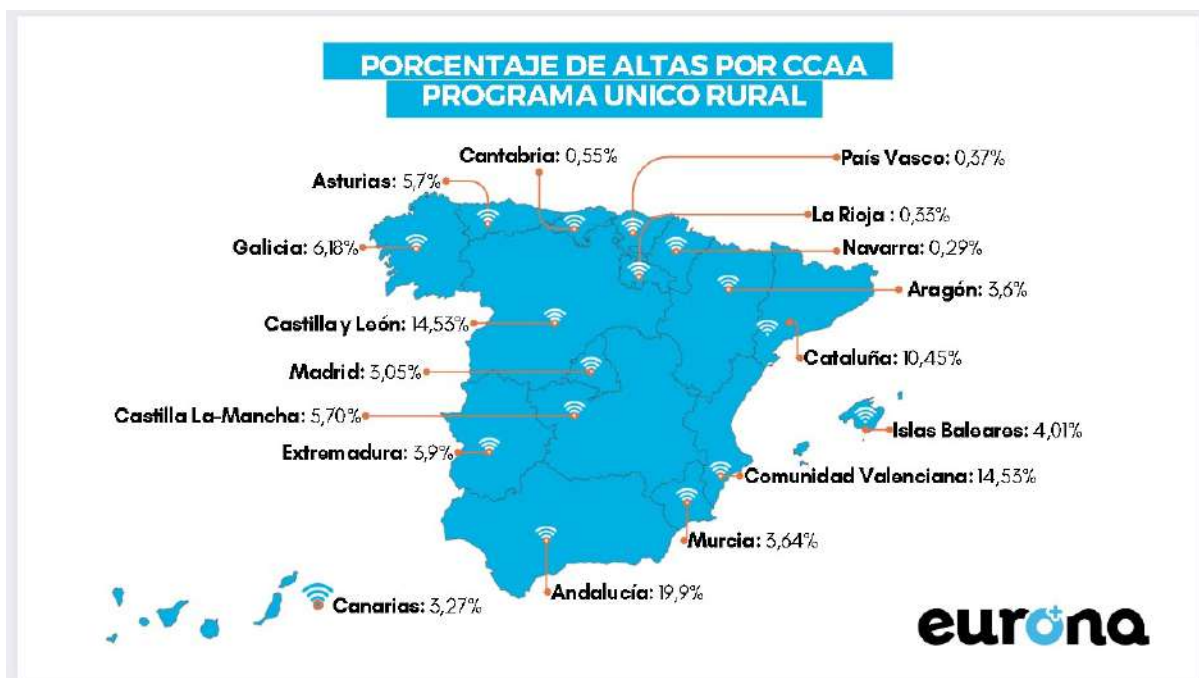 PORCENTAJE DE ALTAS POR CCAA
PROGRAMA UNICO RURAL
Cantabria: 0,55%
País Vasco: 0,37%
Asturias: 5,7%
La Rioja : 0,33%
Galicia: 6,18%
Navarra: 0,29%
Aragón: 3,6%
Castilla y León: 14,53%
Cataluña: 10,45%
Madrid: 3,05%
Castilla La-Mancha: 5,70%
Islas Baleares: 4,01%
Extremadura: 3,9%
Comunidad Valenciana: 14,53%
Murcia: 3,64%
Andalucía: 19,9%
Canarias: 3,27%
eurona